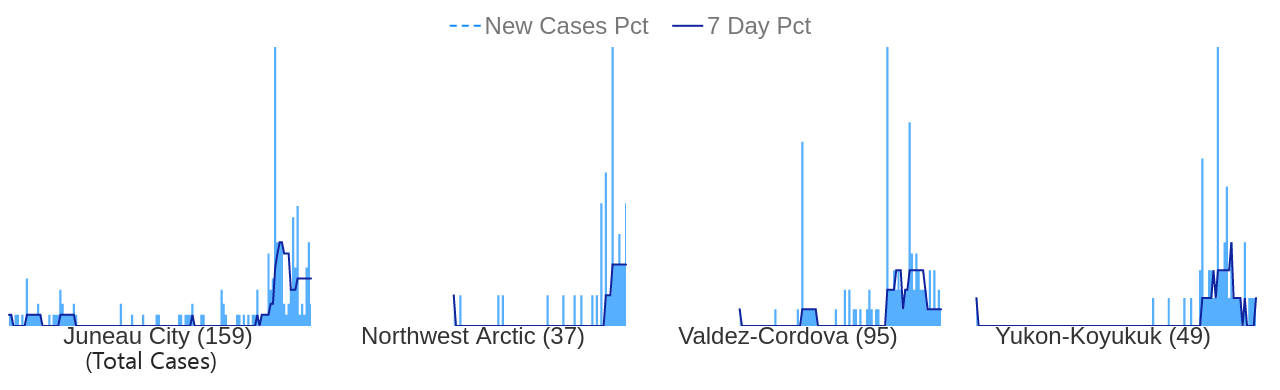 New Cases Pct 7 Day Pct
Juneau City (159) Northwest Arctic (37) Valdez-Cordova (95) Yukon-Koyukuk (49)
(Total Cases)